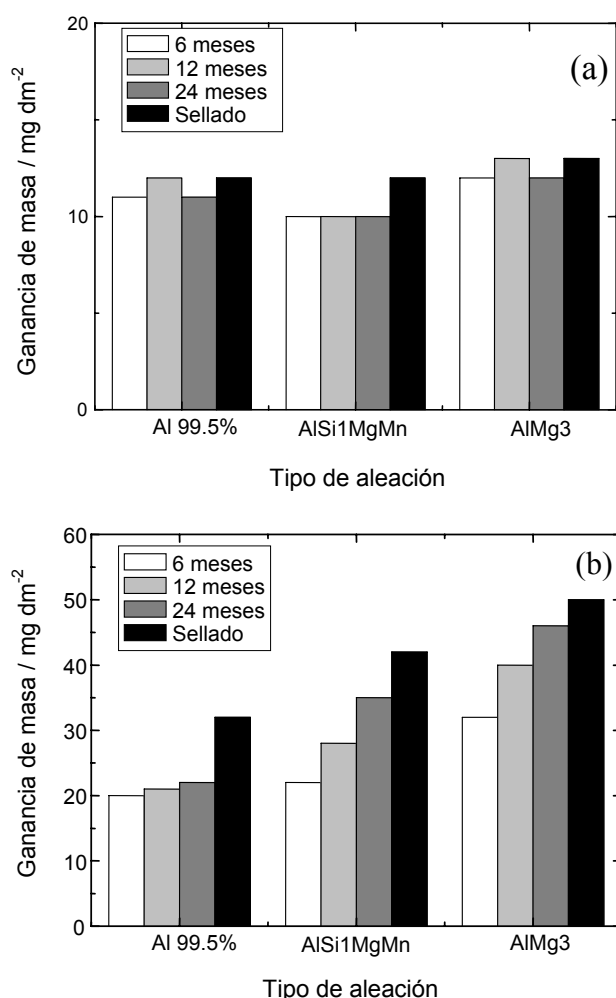 20
6 meses
(a)
12 meses
24 meses
Sellado
10
0
Ganancia de masa / mg dm⁻²
Al 99.5%
AlSi1MgMn
AlMg3
Tipo de aleación
60
6 meses
(b)
12 meses
50
24 meses
Sellado
40
30
20
10
0
Ganancia de masa / mg dm⁻²
Al 99.5%
AlSi1MgMn
AlMg3
Tipo de aleación